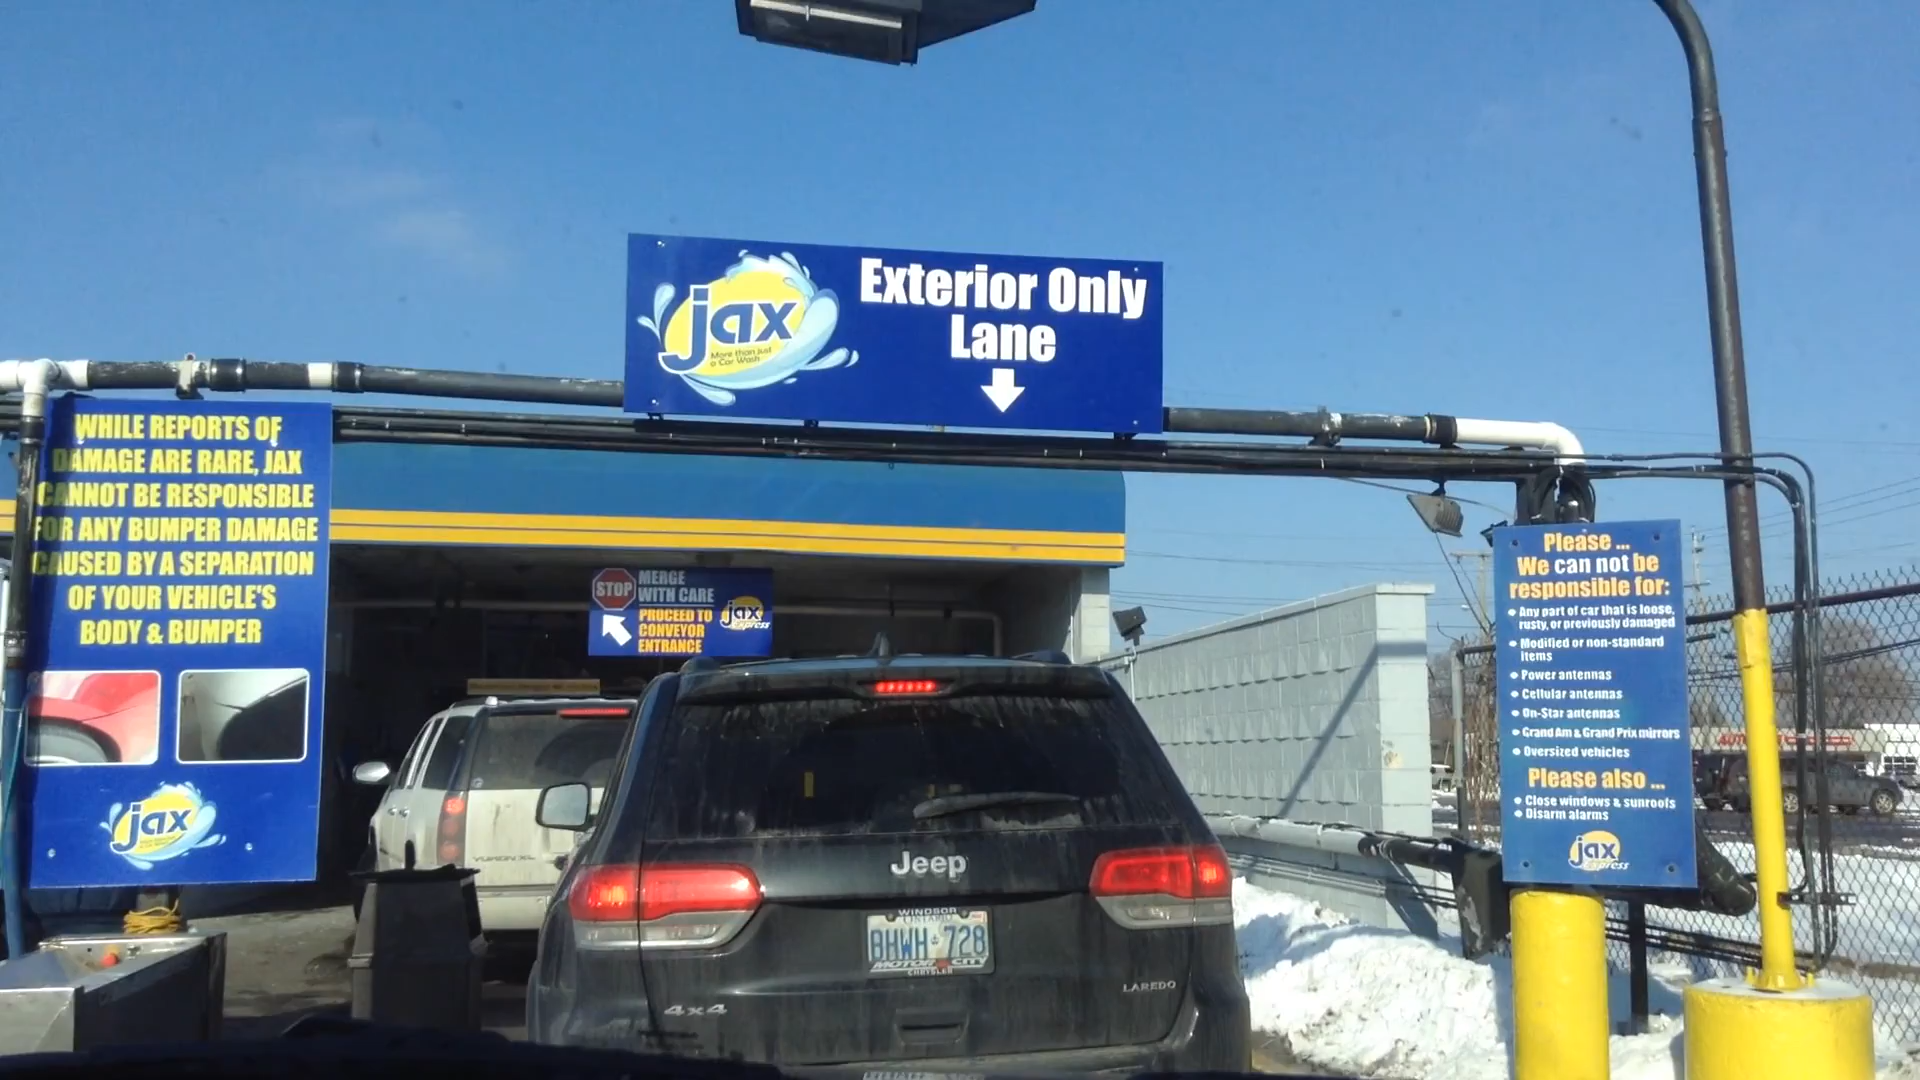 jax
More than just
a Car Wash
Exterior Only
Lane
WHILE REPORTS OF
DAMAGE ARE RARE, JAX
CANNOT BE RESPONSIBLE
FOR ANY BUMPER DAMAGE
CAUSED BY A SEPARATION
OF YOUR VEHICLE'S
BODY & BUMPER
jax
STOP
MERGE
WITH CARE
PROCEED TO
CONVEYOR
ENTRANCE
jax
express
Please ...
We can not be
responsible for:
Any part of car that is loose,
rusty, or previously damaged
Modified or non-standard
items
Power antennas
Cellular antennas
On-Star antennas
Grand Am & Grand Prix mirrors
Oversized vehicles
Please also ...
Close windows & sunroofs
Disarm alarms
jax
express
YUKON XL
Jeep
WINDSOR
ONTARIO
BHWH 728
MOTOR CITY
CHRYSLER
LAREDO
4x4